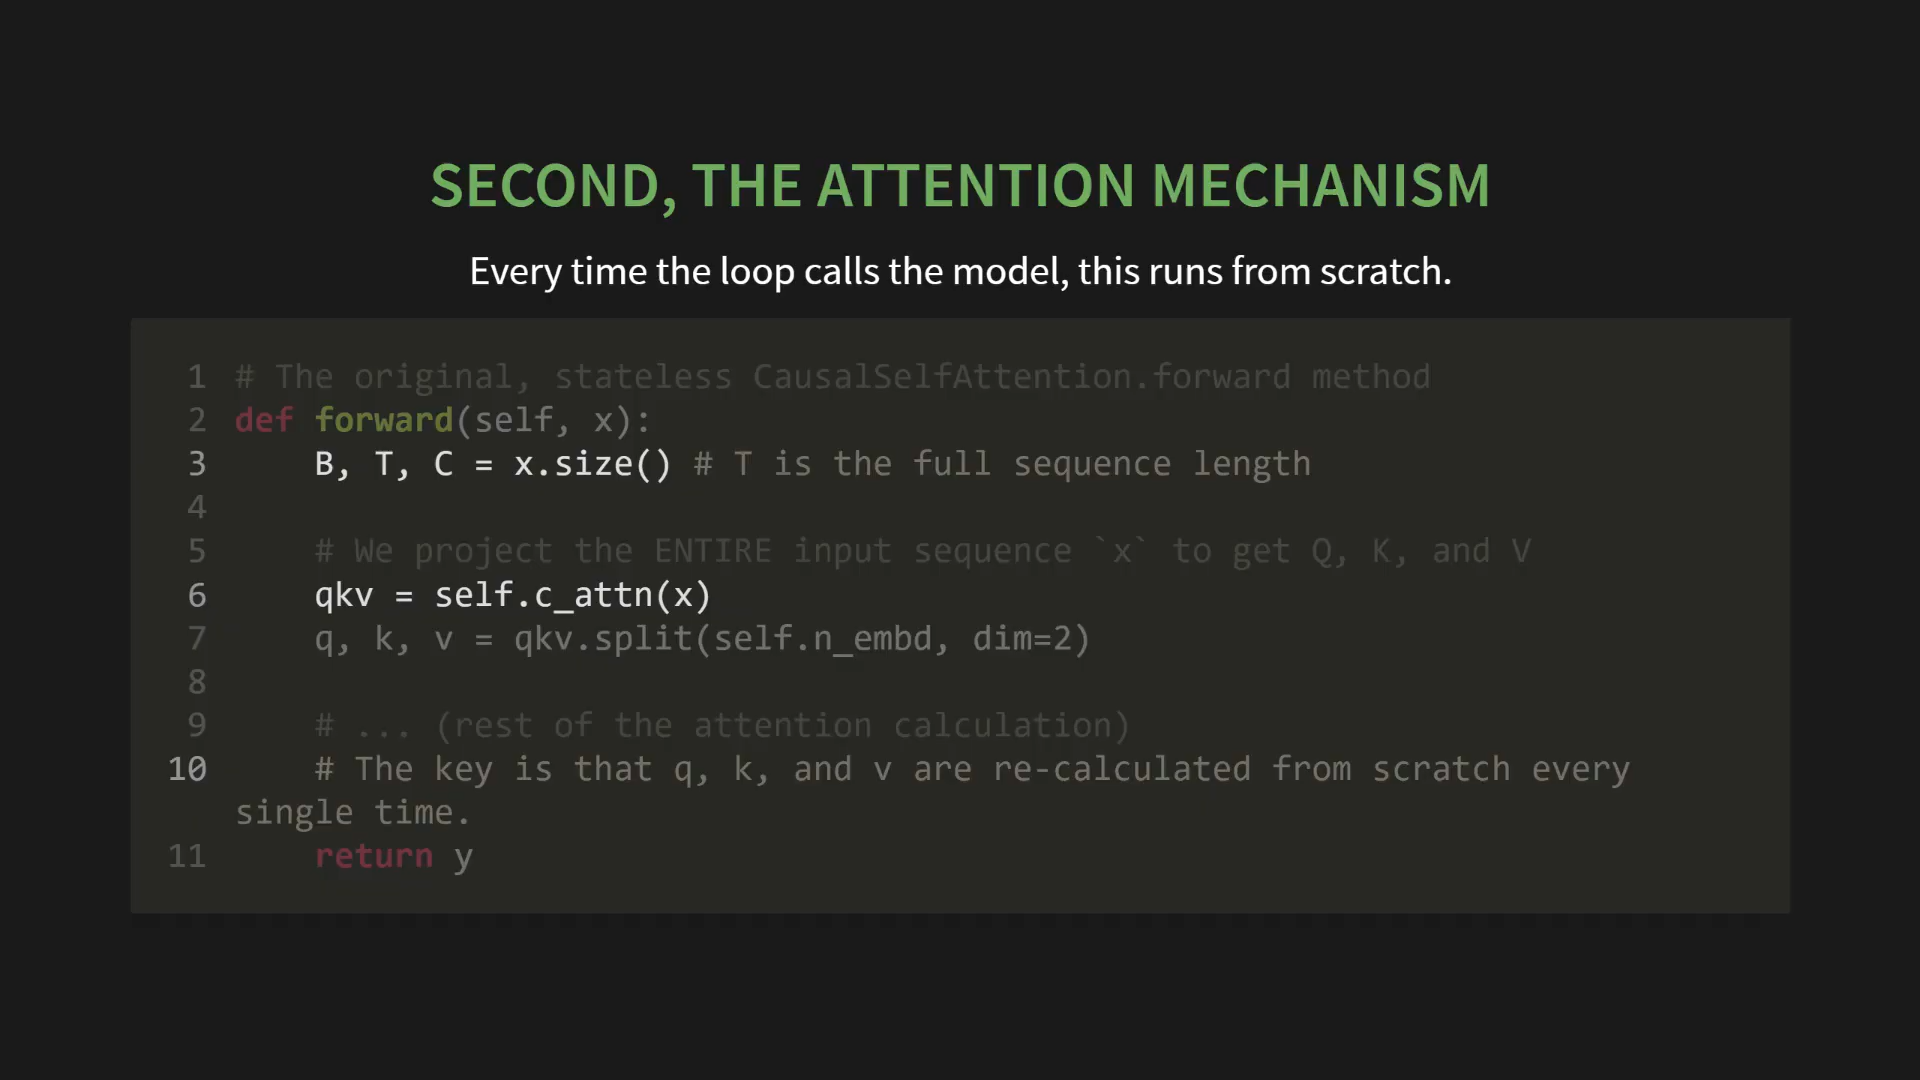 SECOND, THE ATTENTION MECHANISM
Every time the loop calls the model, this runs from scratch.
1 # The original, stateless CausalSelfAttention.forward method
2 def forward(self, x):
3     B, T, C = x.size() # T is the full sequence length
4
5     # We project the ENTIRE input sequence `x` to get Q, K, and V
6     qkv = self.c_attn(x)
7     q, k, v = qkv.split(self.n_embd, dim=2)
8
9     # ... (rest of the attention calculation)
10     # The key is that q, k, and v are re-calculated from scratch every
single time.
11     return y